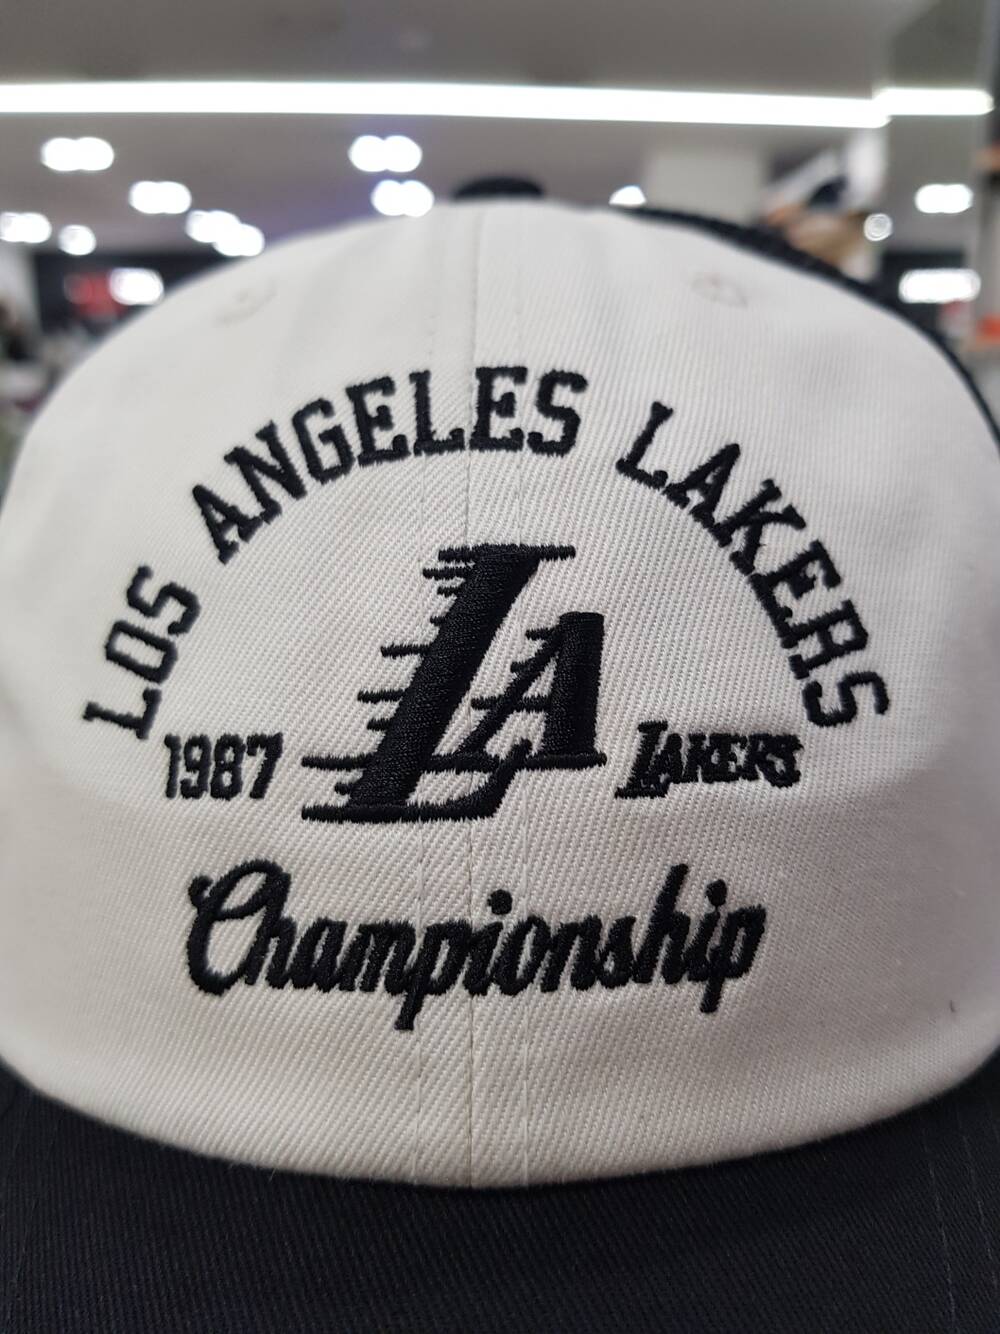 LOS ANGELES LAKERS
LA
1987 LAKERS
Championship